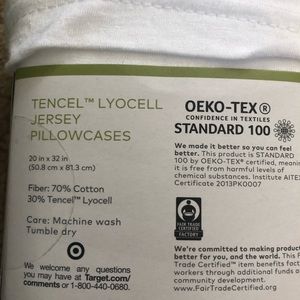 TENCEL™ LYOCELL
JERSEY
PILLOWCASES
20 in x 32 in
(50.8 cm x 81.3 cm)
Fiber: 70% Cotton
30% Tencel™ Lyocell
Care: Machine wash
Tumble dry
We welcome any questions
you may have at Target.com/
comments or 1-800-440-0680.
OEKO-TEX®
CONFIDENCE IN TEXTILES
STANDARD 100
We made it better so you can feel
better. This product is STANDARD
100 by OEKO-TEX® certified, meaning
it is free from harmful levels of
chemical substances. Institute AITEX
Certificate 2013PK0007
FAIR TRADE
CERTIFIED
FACTORY
We're committed to making product
better for you, and the world. This F
Trade Certified™ item benefits facto
workers through additional funds a
community development.
www.FairTradeCertified.org